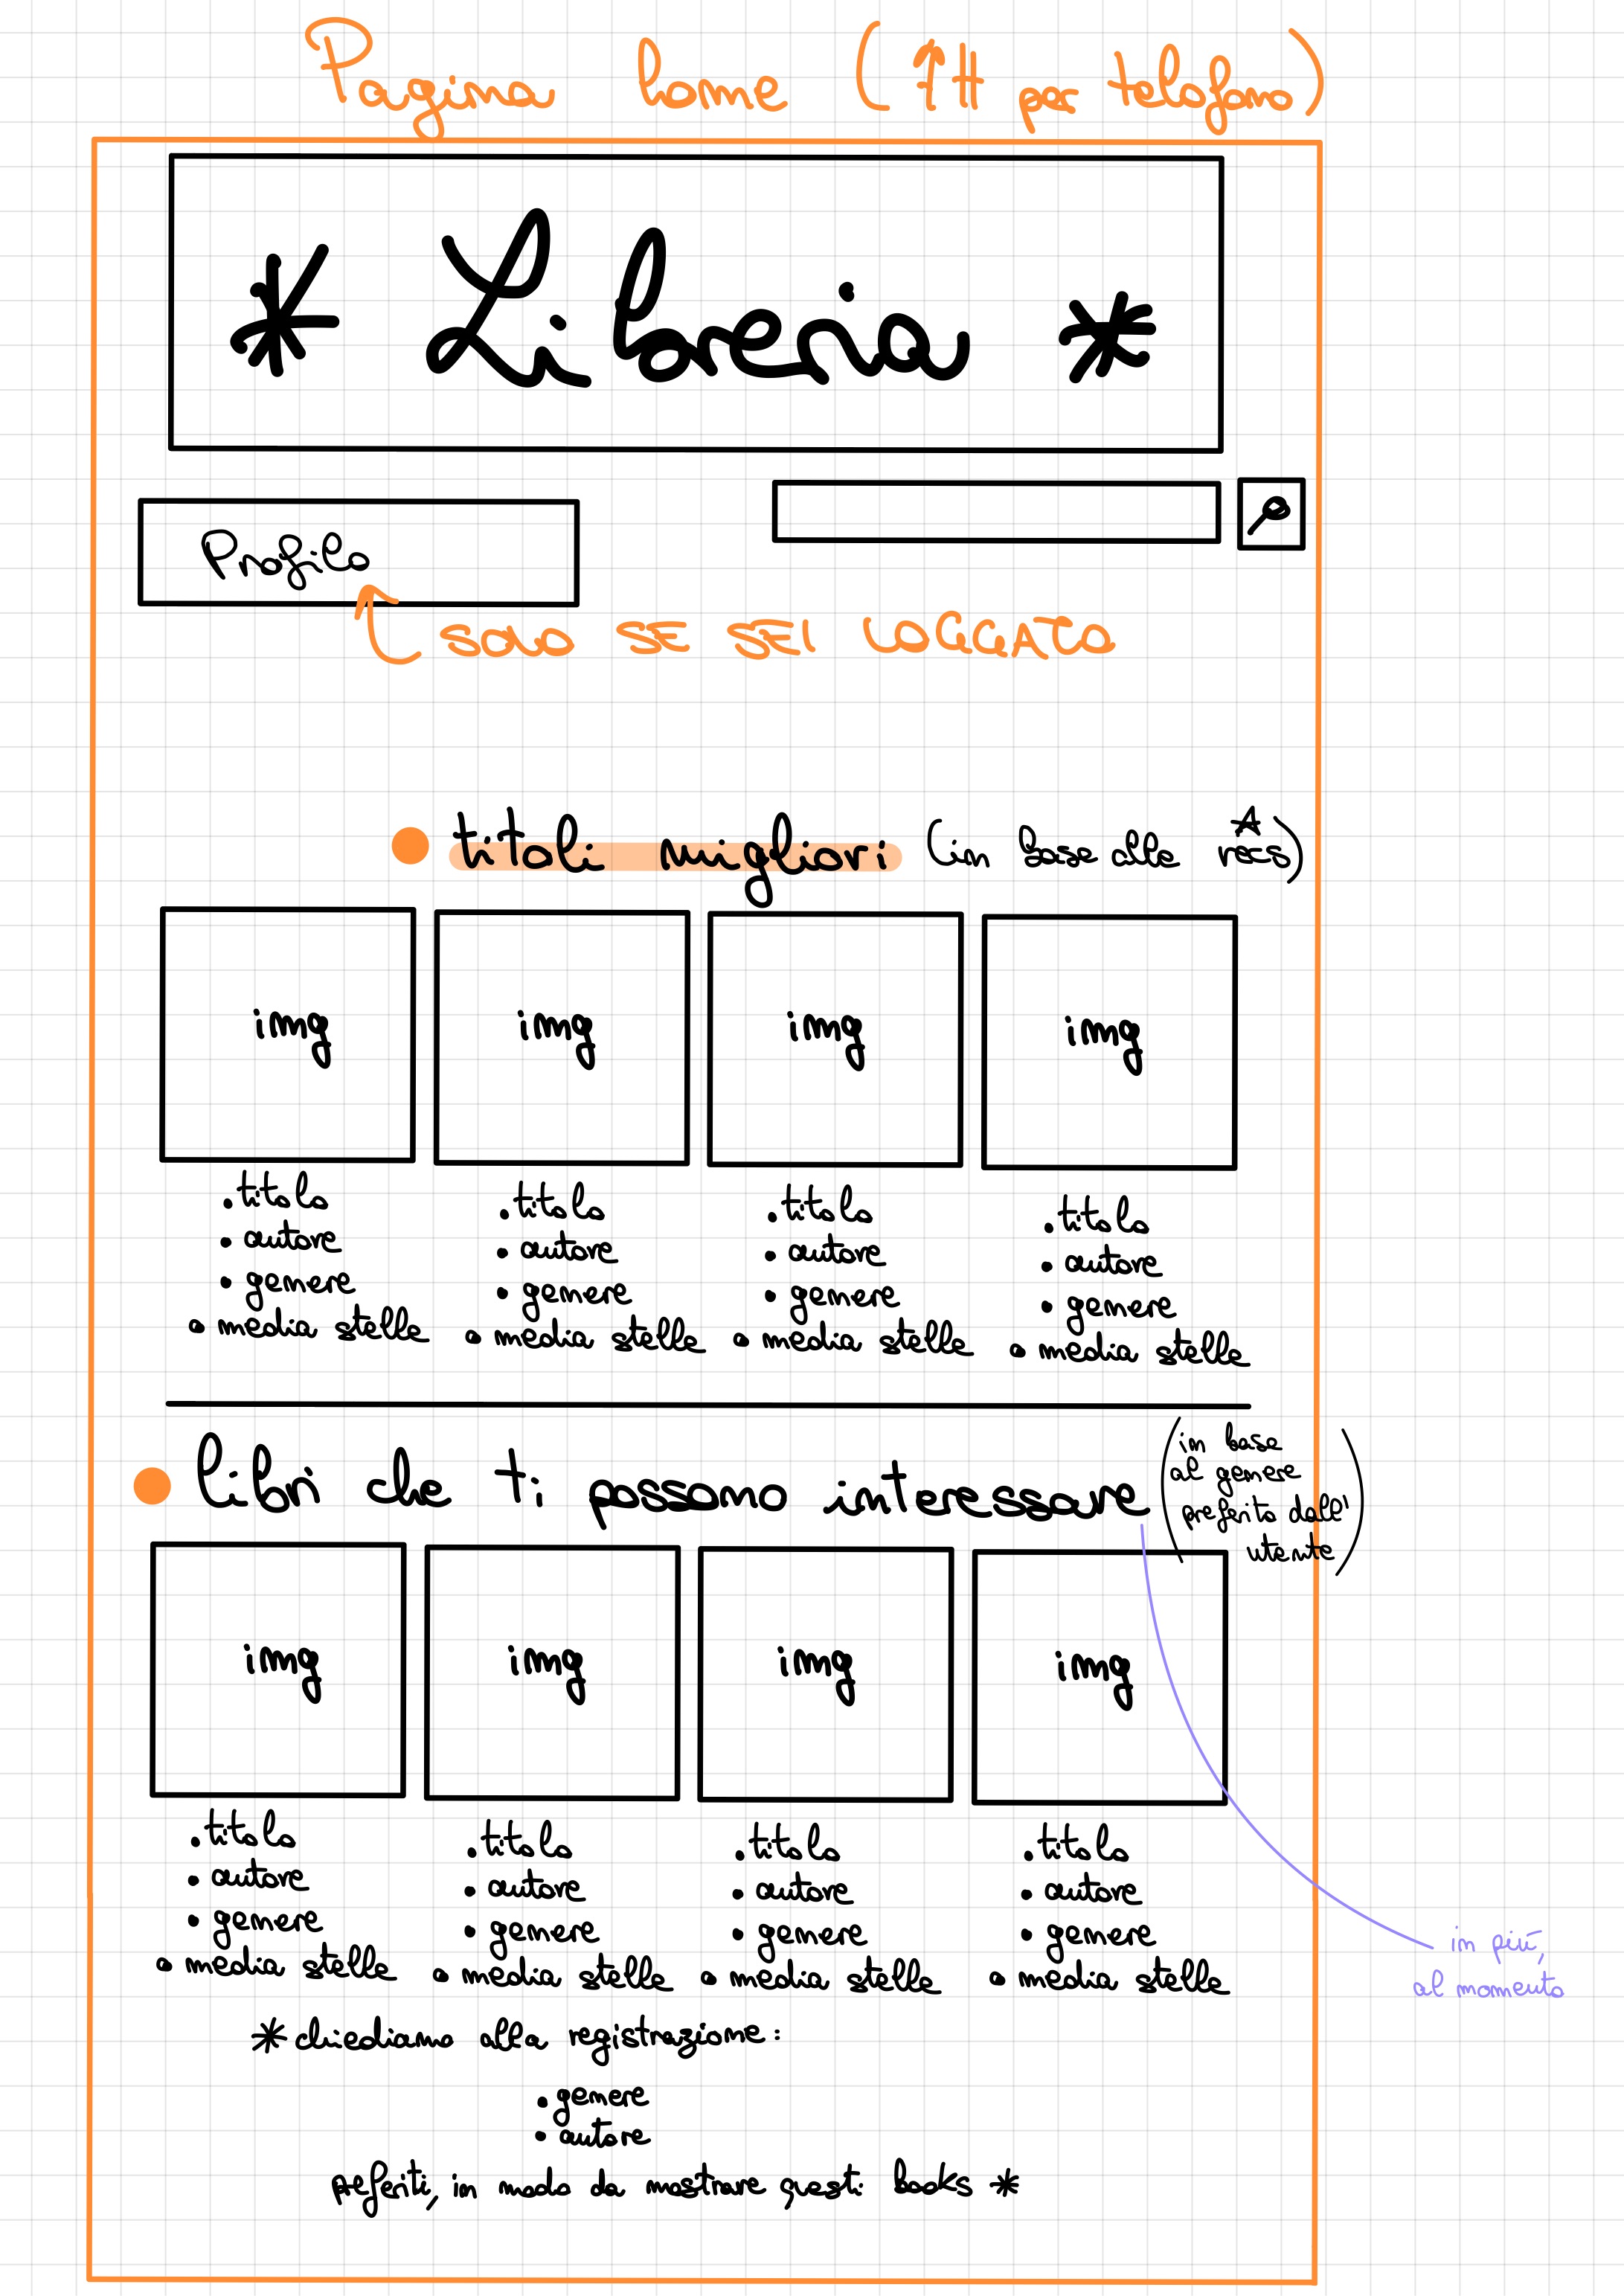 Pagina home (↑H per telefono)
* Libreria *
Profilo
SOLO SE SEI LOGGATO
• titoli migliori (in base alle ☆ recs)
img img img img
• titolo • titolo • titolo • titolo
• autore • autore • autore • autore
• genere • genere • genere • genere
• media stelle • media stelle • media stelle • media stelle
• libri che ti possono interessare
(in base
al genere
preferito dall'
utente)
img img img img
• titolo • titolo • titolo • titolo
• autore • autore • autore • autore
• genere • genere • genere • genere
• media stelle • media stelle • media stelle • media stelle
in più,
al momento
* chiediamo alla registrazione:
• genere
• autore
preferiti, in modo da mostrare questi books *